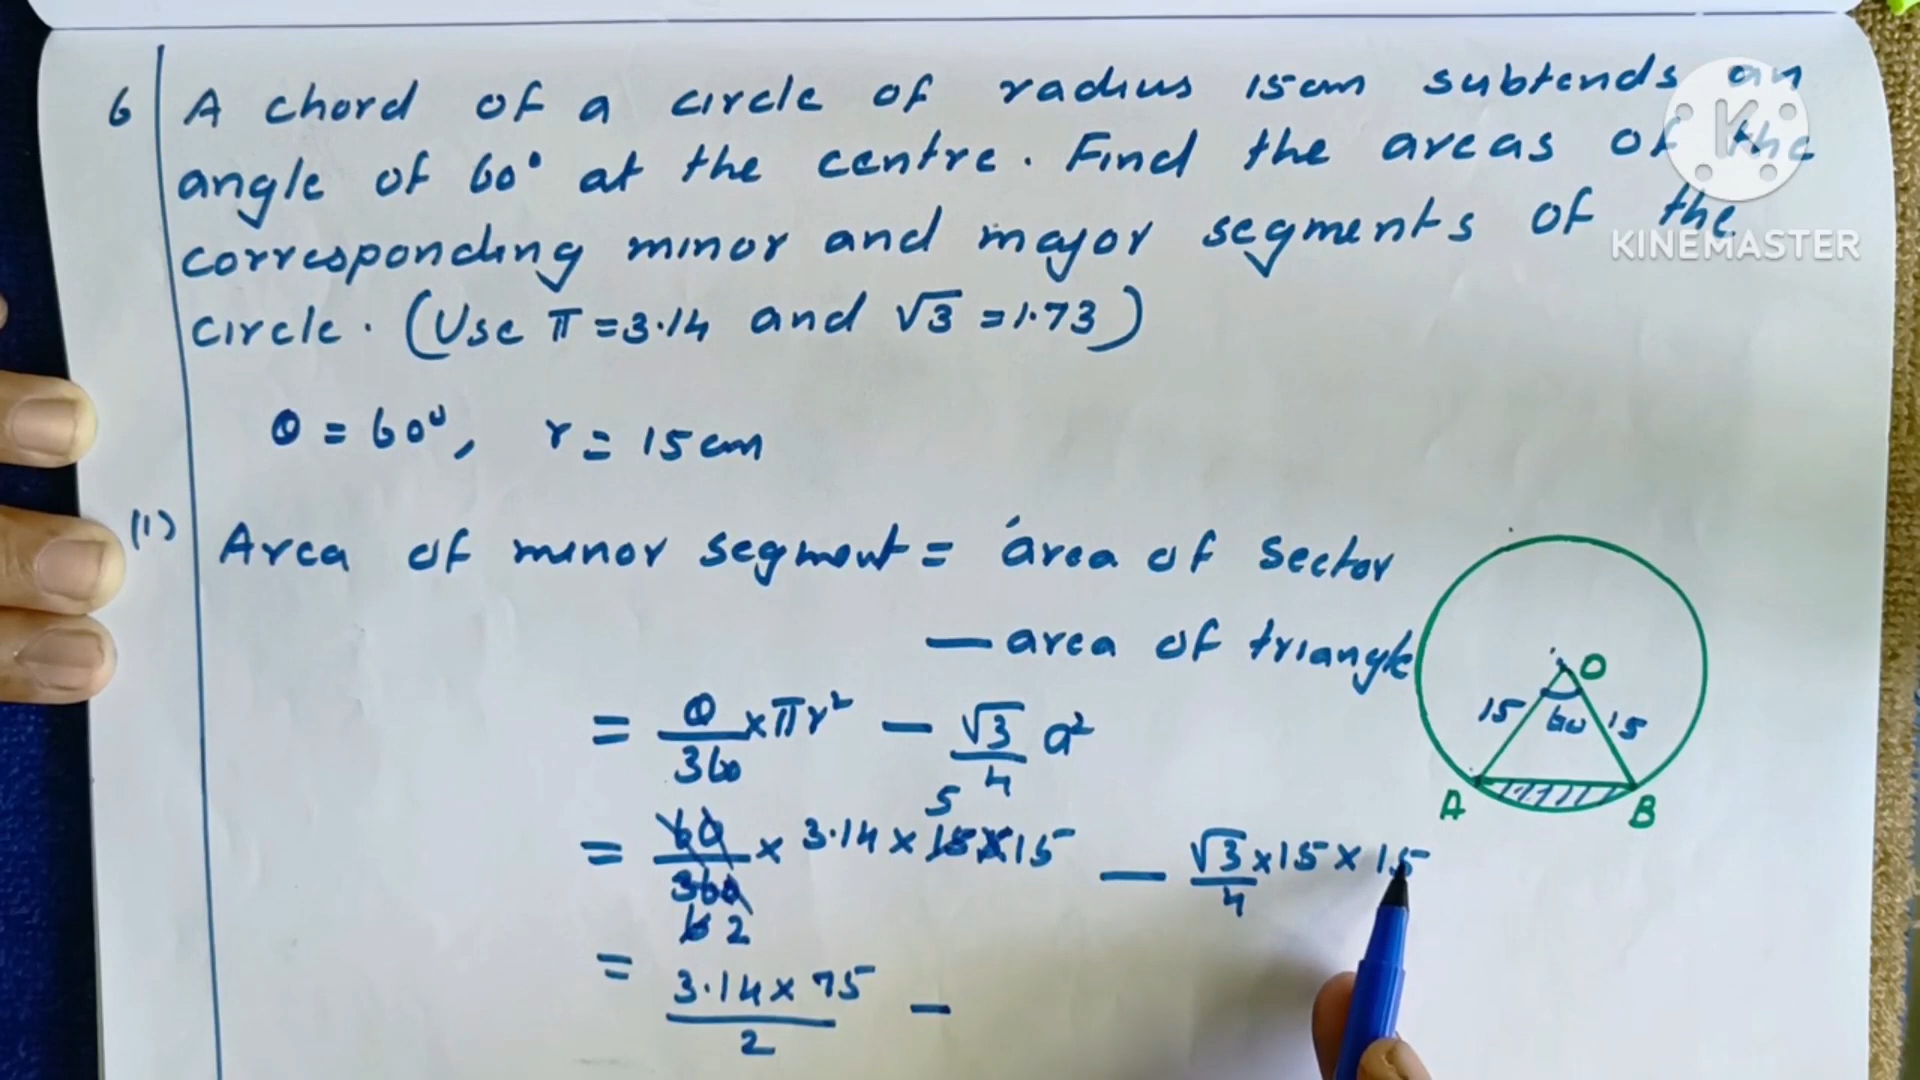 6 A chord of a circle of radius 15cm subtends an
angle of 60° at the centre. Find the areas of the
corresponding minor and major segments of the
circle. (Use π = 3.14 and √3 = 1.73)
K
KINEMASTER
θ = 60°, r = 15cm
(1) Area of minor segment = area of sector
— area of triangle
= θ/360 × πr² — √3/4 a²
= 60/360 × 3.14 × 15 × 15 — √3/4 × 15 × 15
5
6 2
= 3.14 × 75/2 —
O
15 60 15
A B